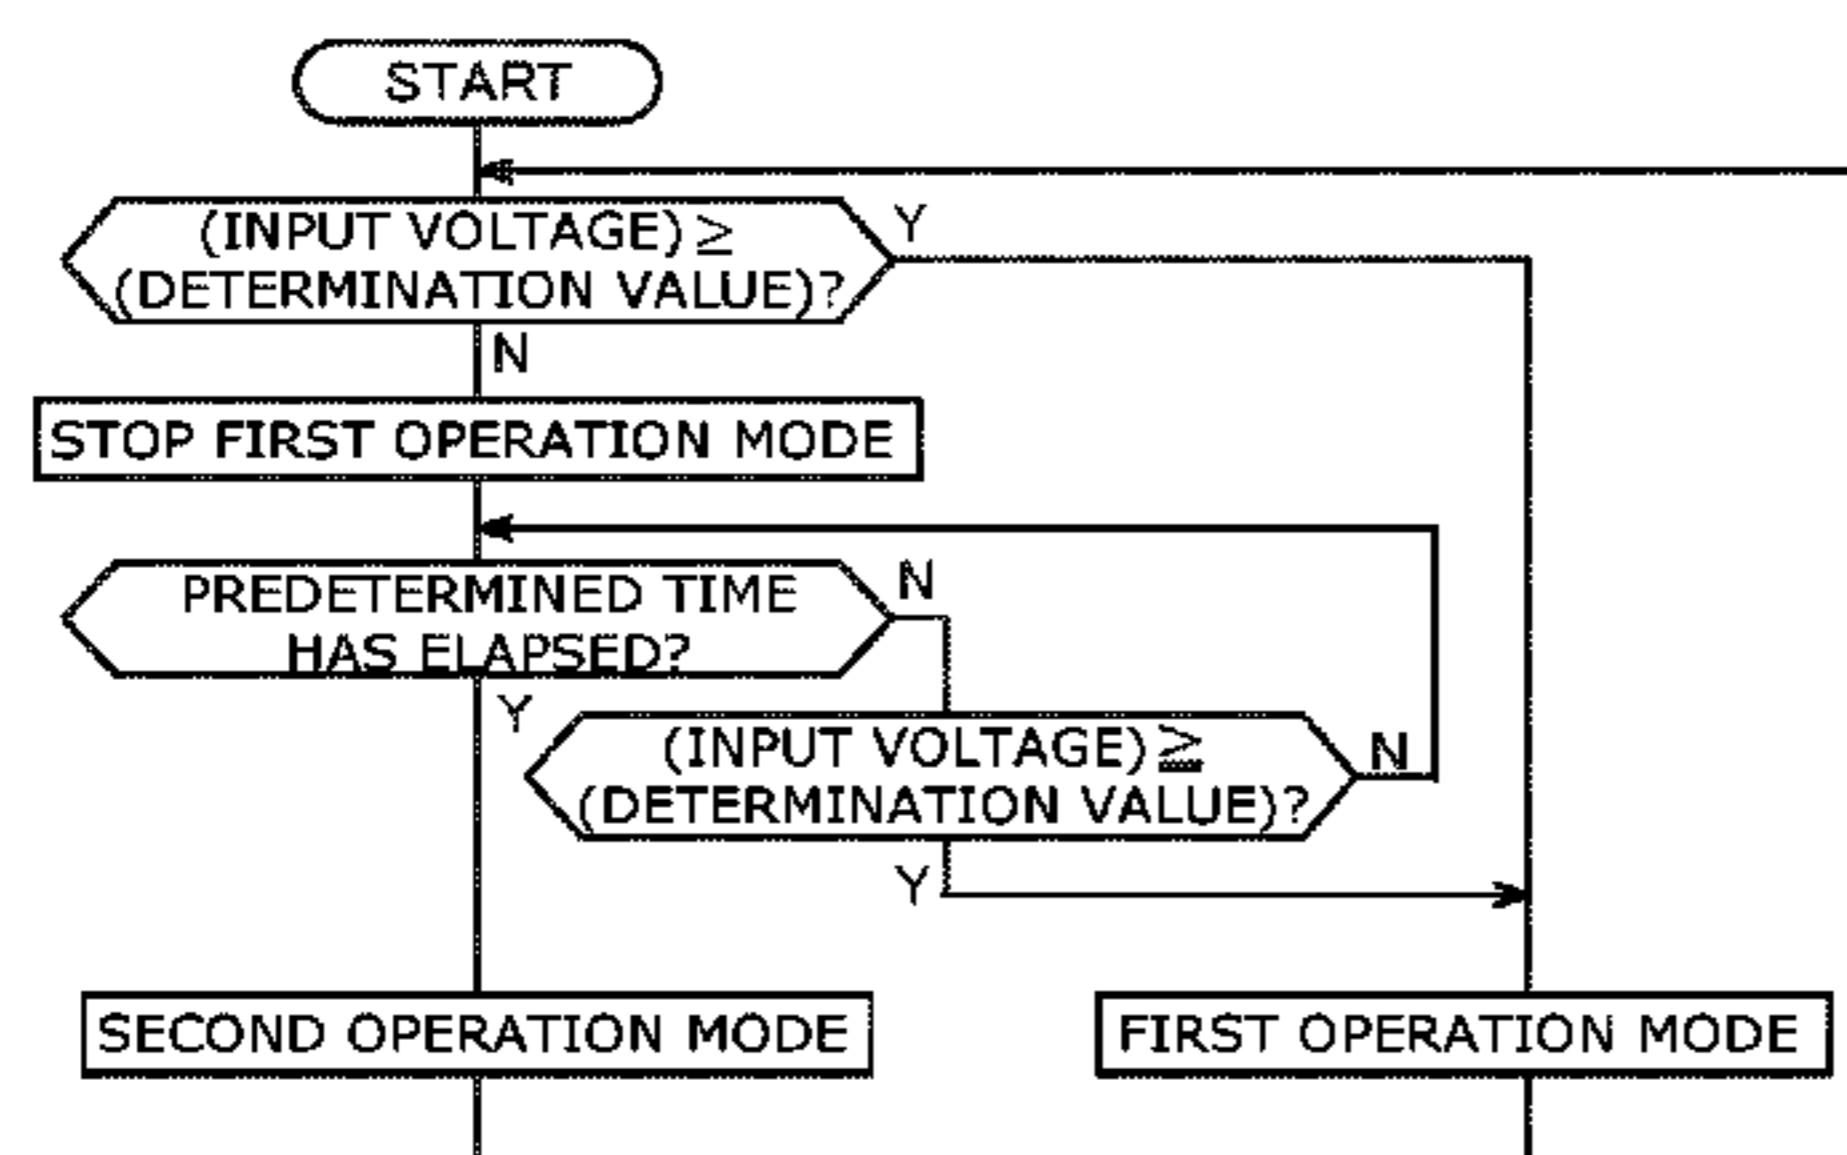 START
(INPUT VOLTAGE) ≥
(DETERMINATION VALUE)?
Y
N
STOP FIRST OPERATION MODE
PREDETERMINED TIME
HAS ELAPSED?
N
Y
(INPUT VOLTAGE) ≧
(DETERMINATION VALUE)?
N
Y
SECOND OPERATION MODE
FIRST OPERATION MODE